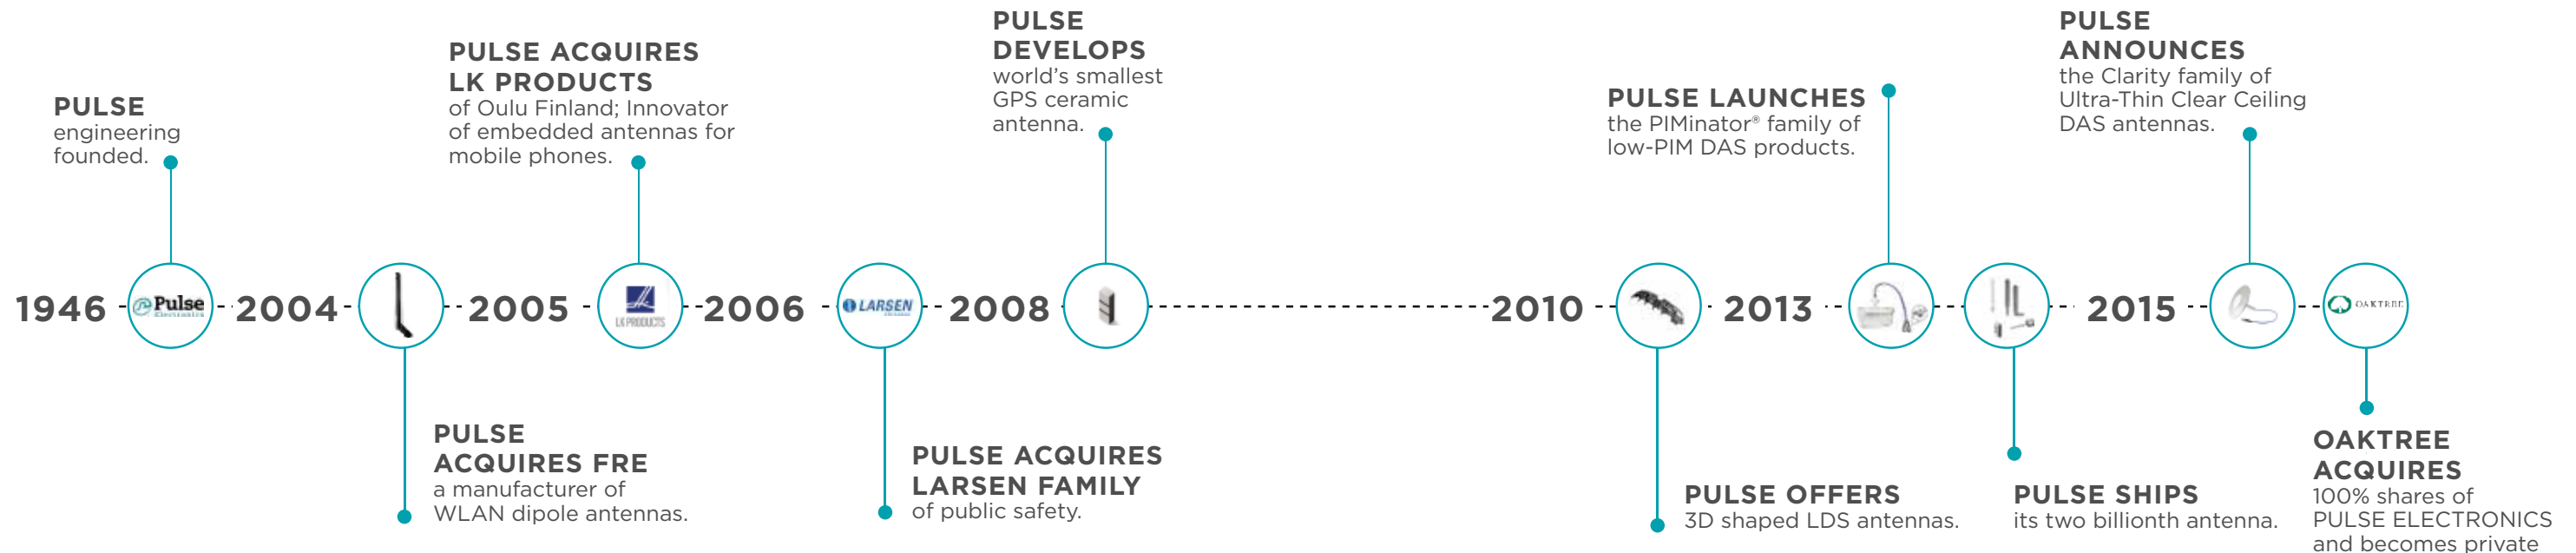 PULSE
engineering
founded.
PULSE ACQUIRES
LK PRODUCTS
of Oulu Finland; Innovator
of embedded antennas for
mobile phones.
PULSE
DEVELOPS
world's smallest
GPS ceramic
antenna.
PULSE LAUNCHES
the PIMinator® family of
low-PIM DAS products.
PULSE
ANNOUNCES
the Clarity family of
Ultra-Thin Clear Ceiling
DAS antennas.
1946 Pulse Electronics 2004 2005 LK PRODUCTS 2006 LARSEN 2008 2010 2013 2015 OAKTREE
PULSE
ACQUIRES FRE
a manufacturer of
WLAN dipole antennas.
PULSE ACQUIRES
LARSEN FAMILY
of public safety.
PULSE OFFERS
3D shaped LDS antennas.
PULSE SHIPS
its two billionth antenna.
OAKTREE
ACQUIRES
100% shares of
PULSE ELECTRONICS
and becomes private